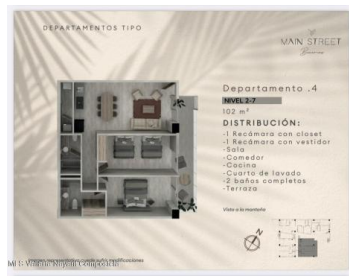 DEPARTAMENTOS TIPO
MAIN STREET
Departamento .4
NIVEL 2-7
102 m²
DISTRIBUCIÓN:
-1 Recámara con closet
-1 Recámara con vestidor
-Sala
-Comedor
-Cocina
-Cuarto de lavado
-2 baños completos
-Terraza
Vista a la montaña